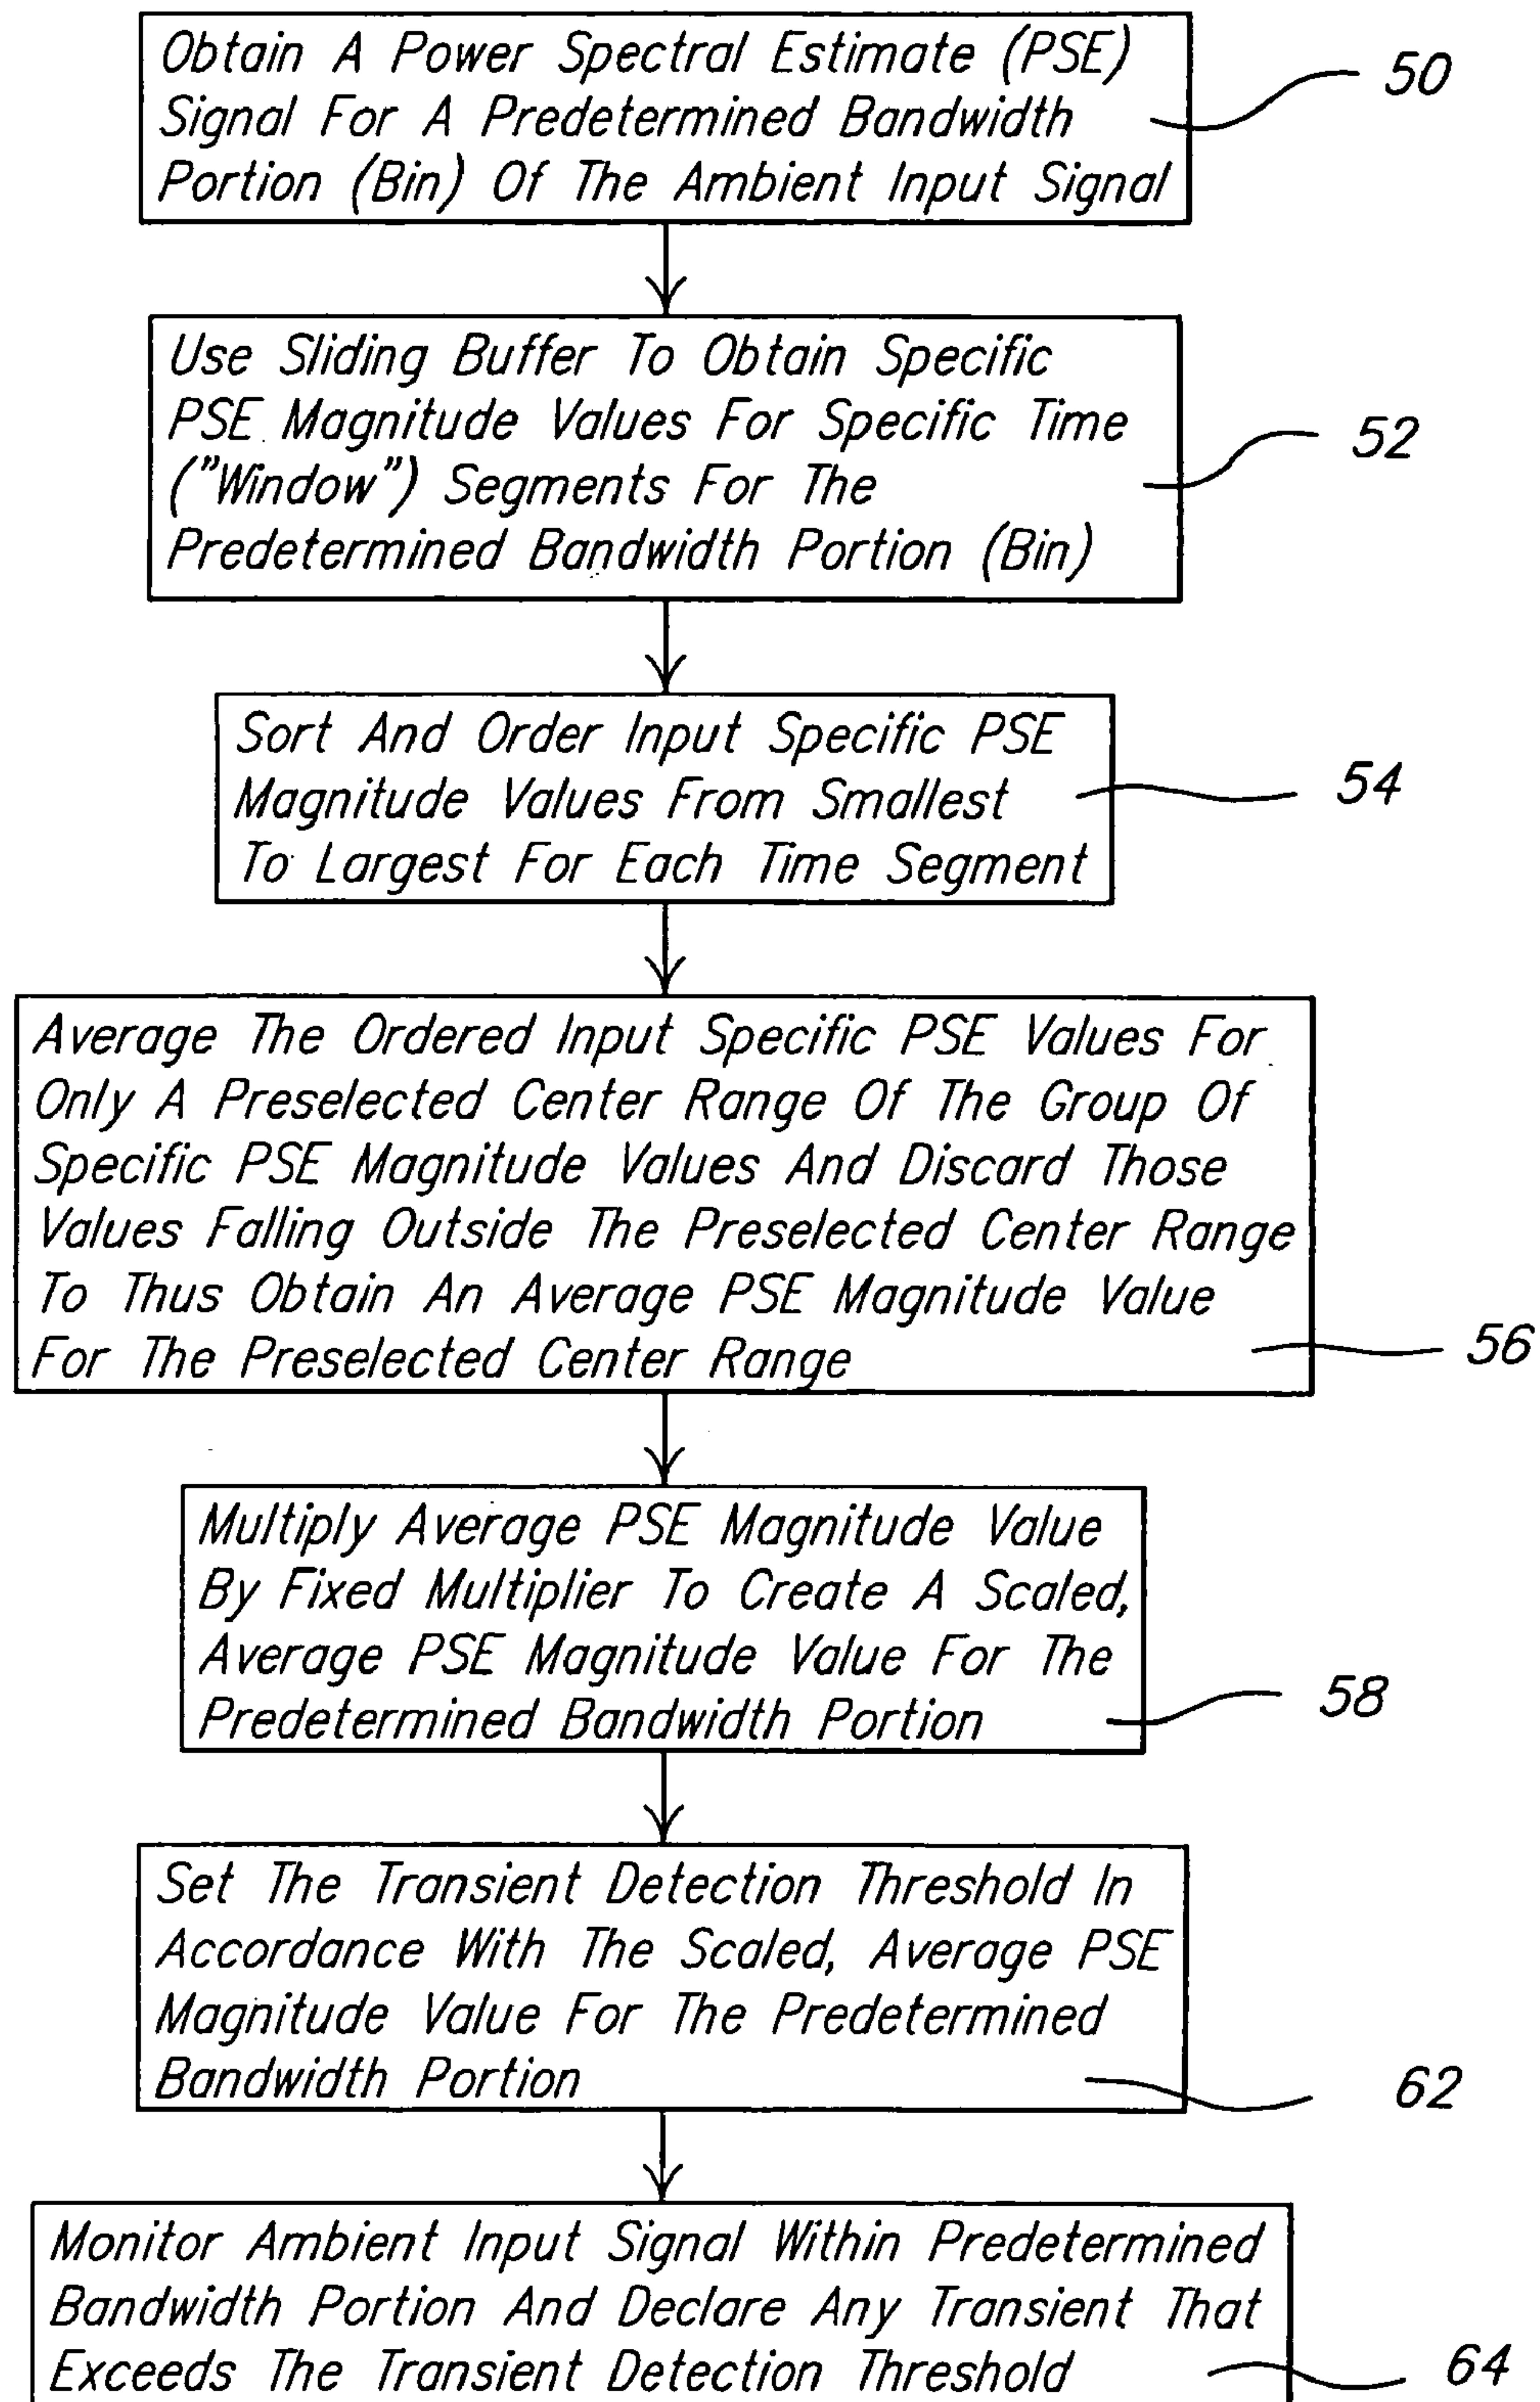 Obtain A Power Spectral Estimate (PSE)
Signal For A Predetermined Bandwidth
Portion (Bin) Of The Ambient Input Signal
50
Use Sliding Buffer To Obtain Specific
PSE Magnitude Values For Specific Time
("Window") Segments For The
Predetermined Bandwidth Portion (Bin)
52
Sort And Order Input Specific PSE
Magnitude Values From Smallest
To Largest For Each Time Segment
54
Average The Ordered Input Specific PSE Values For
Only A Preselected Center Range Of The Group Of
Specific PSE Magnitude Values And Discard Those
Values Falling Outside The Preselected Center Range
To Thus Obtain An Average PSE Magnitude Value
For The Preselected Center Range
56
Multiply Average PSE Magnitude Value
By Fixed Multiplier To Create A Scaled,
Average PSE Magnitude Value For The
Predetermined Bandwidth Portion
58
Set The Transient Detection Threshold In
Accordance With The Scaled, Average PSE
Magnitude Value For The Predetermined
Bandwidth Portion
62
Monitor Ambient Input Signal Within Predetermined
Bandwidth Portion And Declare Any Transient That
Exceeds The Transient Detection Threshold
64